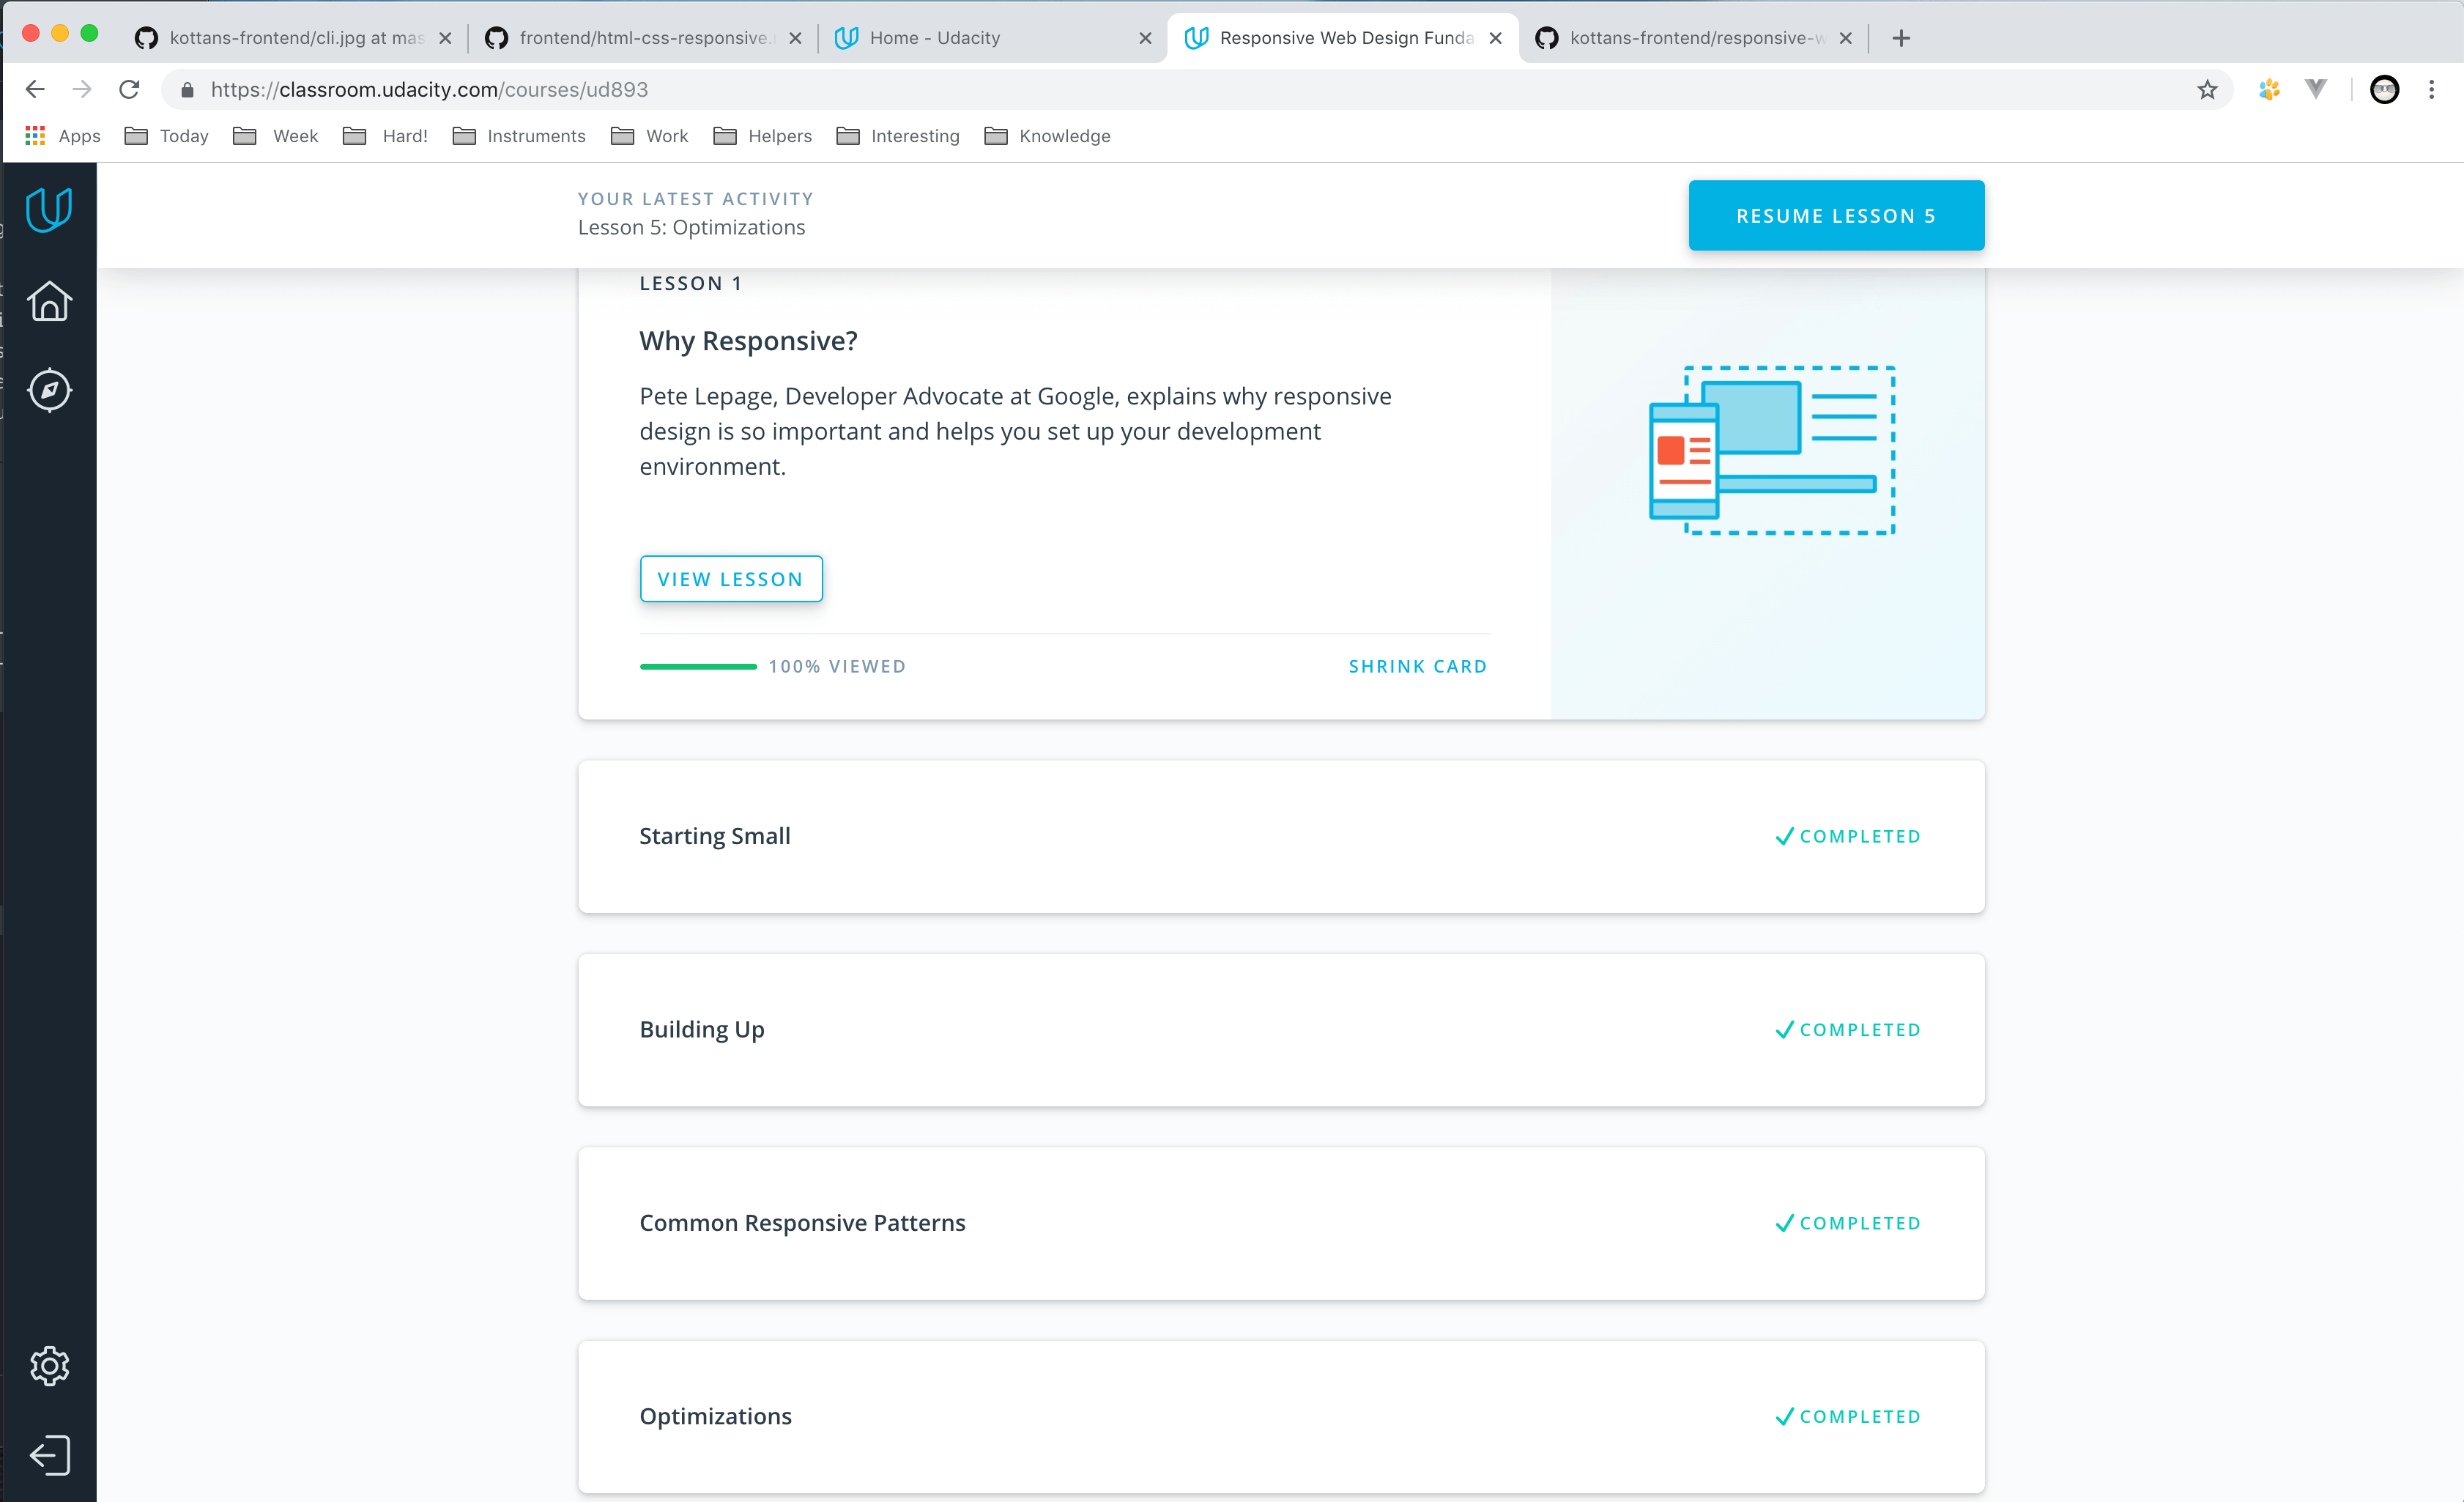 kottans-frontend/cli.jpg at mas
frontend/html-css-responsive.
Home - Udacity
Responsive Web Design Funda
kottans-frontend/responsive-w
https://classroom.udacity.com/courses/ud893
Apps
Today
Week
Hard!
Instruments
Work
Helpers
Interesting
Knowledge
YOUR LATEST ACTIVITY
Lesson 5: Optimizations
RESUME LESSON 5
LESSON 1
Why Responsive?
Pete Lepage, Developer Advocate at Google, explains why responsive
design is so important and helps you set up your development
environment.
VIEW LESSON
100% VIEWED
SHRINK CARD
Starting Small
COMPLETED
Building Up
COMPLETED
Common Responsive Patterns
COMPLETED
Optimizations
COMPLETED